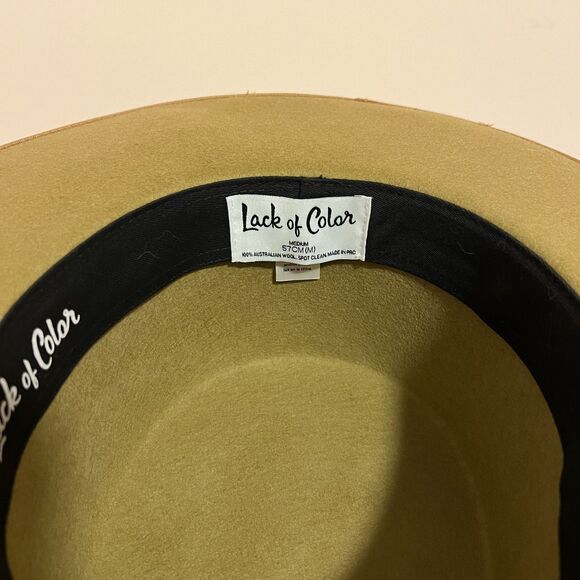 Lack of Color
MEDIUM
57CM (M)
100% AUSTRALIAN WOOL. SPOT CLEAN. MADE IN PRC
Lack of Color